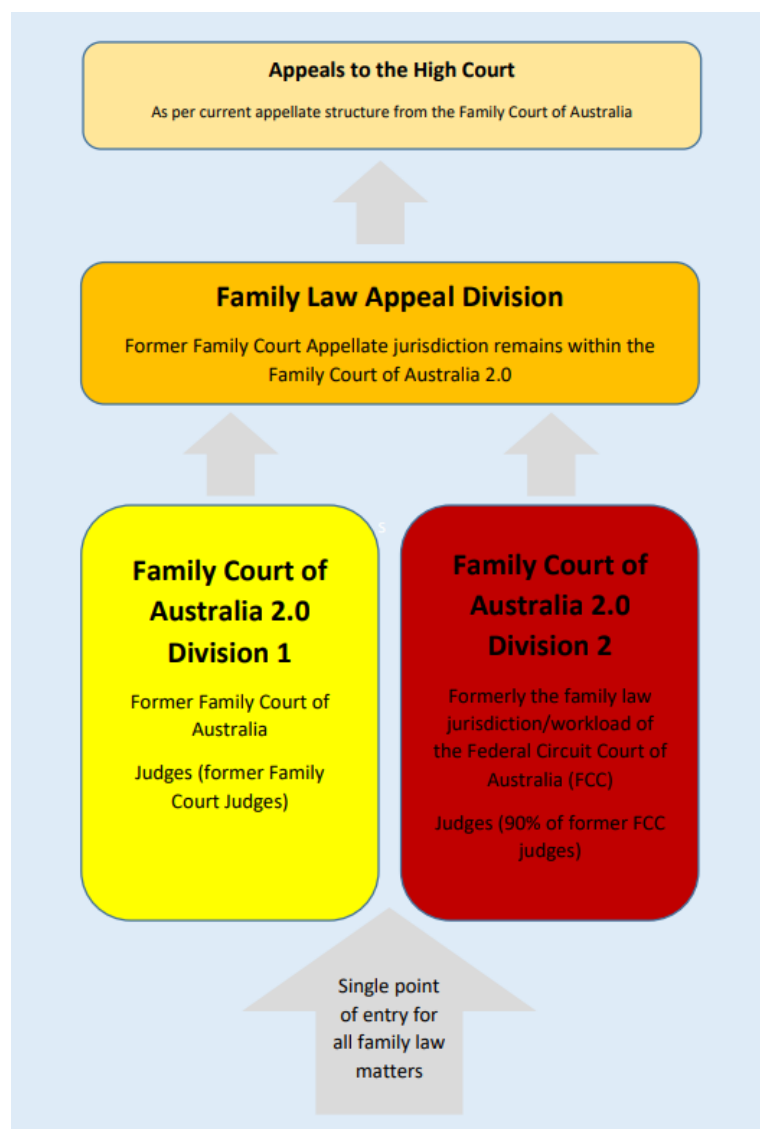 Appeals to the High Court
As per current appellate structure from the Family Court of Australia
Family Law Appeal Division
Former Family Court Appellate jurisdiction remains within the
Family Court of Australia 2.0
s
Family Court of
Australia 2.0
Division 1
Former Family Court of
Australia
Judges (former Family
Court Judges)
Family Court of
Australia 2.0
Division 2
Formerly the family law
jurisdiction/workload of
the Federal Circuit Court of
Australia (FCC)
Judges (90% of former FCC
judges)
Single point
of entry for
all family law
matters